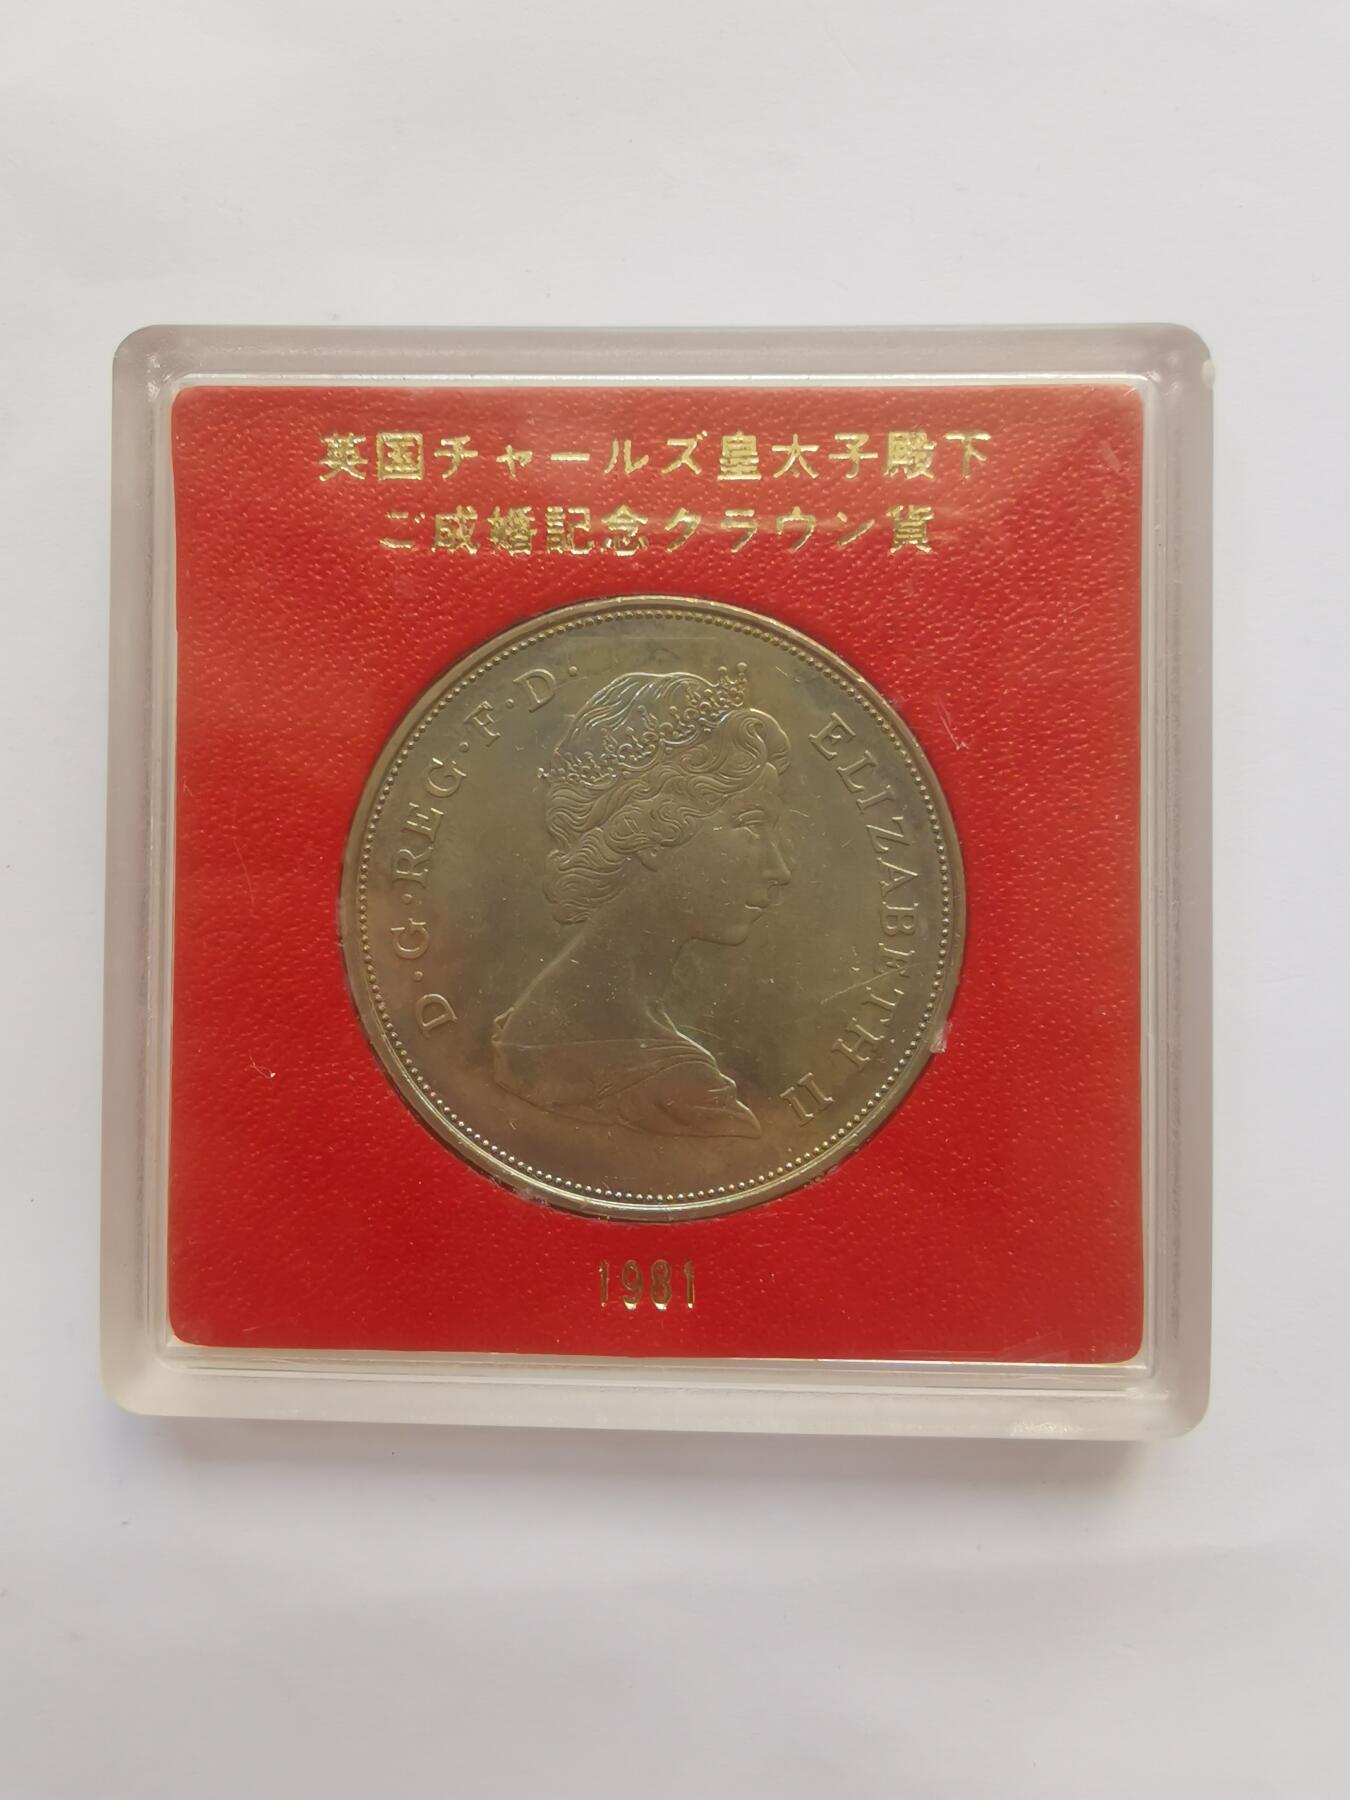 英国チャールズ皇太子殿下
ご成婚記念クラウン貨
D·G·REG·F·D· ELIZABETH II
1981